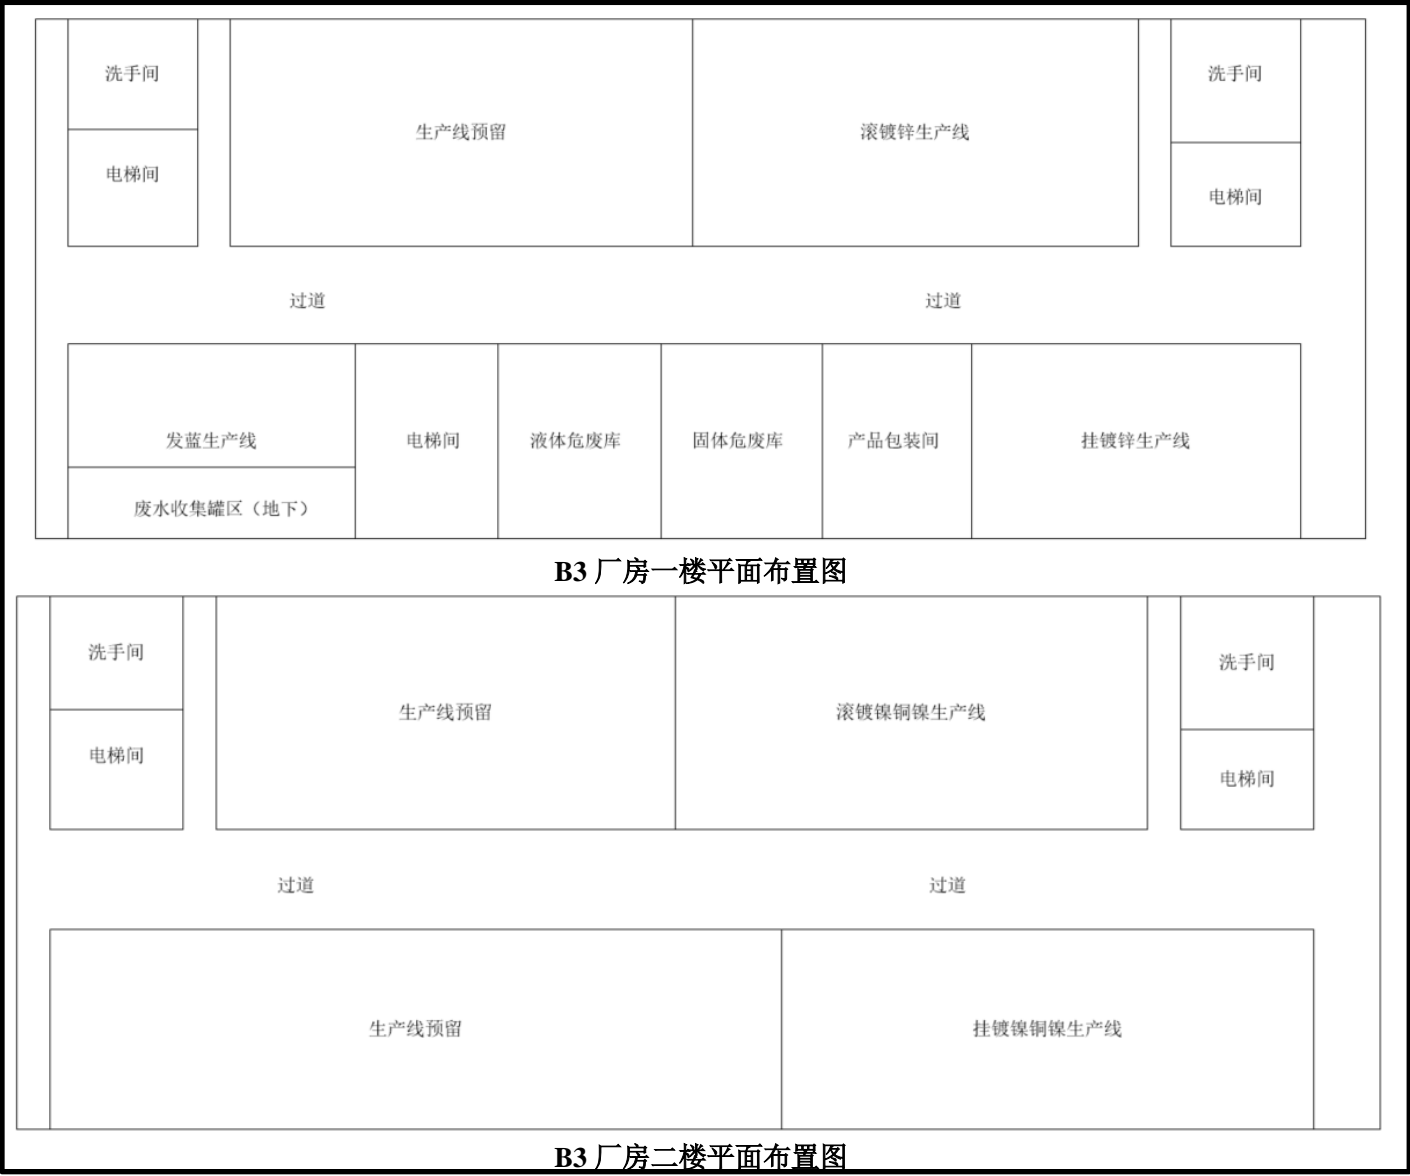 洗手间
洗手间
生产线预留
滚镀锌生产线
电梯间
电梯间
过道
过道
发蓝生产线
电梯间
液体危废库
固体危废库
产品包装间
挂镀锌生产线
废水收集罐区（地下）
B3 厂房一楼平面布置图
洗手间
洗手间
生产线预留
滚镀镍铜镍生产线
电梯间
电梯间
过道
过道
生产线预留
挂镀镍铜镍生产线
B3 厂房二楼平面布置图